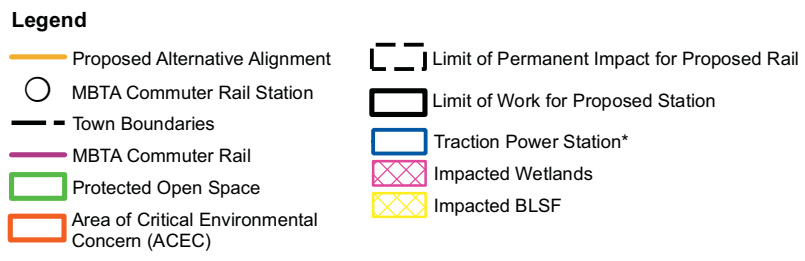 Legend
Proposed Alternative Alignment
MBTA Commuter Rail Station
Town Boundaries
MBTA Commuter Rail
Protected Open Space
Area of Critical Environmental
Concern (ACEC)
Limit of Permanent Impact for Proposed Rail
Limit of Work for Proposed Station
Traction Power Station*
Impacted Wetlands
Impacted BLSF